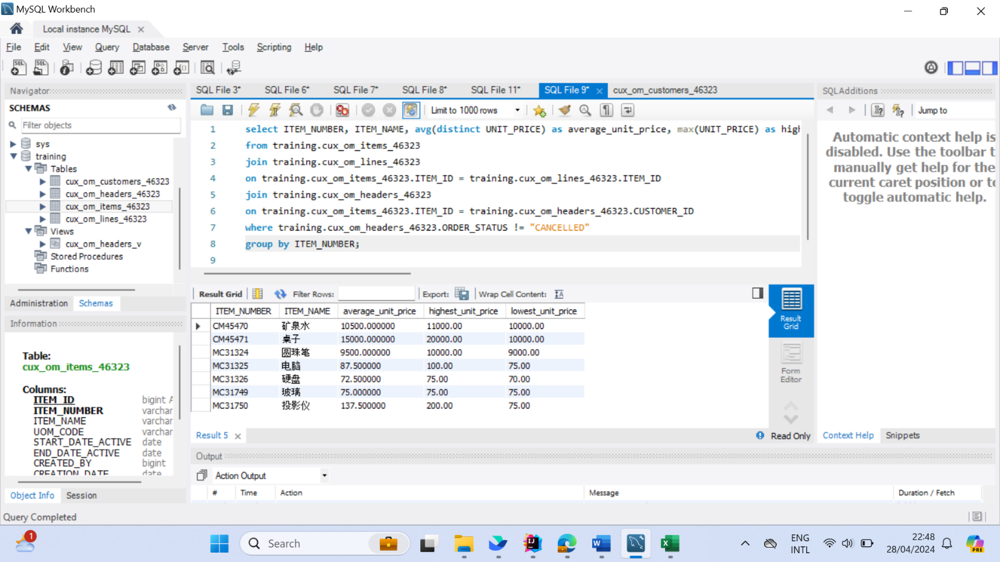 MySQL Workbench
Local instance MySQL
File Edit View Query Database Server Tools Scripting Help
Navigator
SCHEMAS
Filter objects
sys
training
Tables
cux_om_customers_46323
cux_om_headers_46323
cux_om_items_46323
cux_om_lines_46323
Views
cux_om_headers_v
Stored Procedures
Functions
Administration Schemas
Information
Table:
cux_om_items_46323
Columns:
ITEM_ID bigint A
ITEM_NUMBER varchar
ITEM_NAME varchar
UOM_CODE varchar
START_DATE_ACTIVE date
END_DATE_ACTIVE date
CREATED_BY bigint
CREATION_DATE date
Object Info Session
SQL File 3* SQL File 6* SQL File 7* SQL File 8* SQL File 11* SQL File 9* cux_om_customers_46323
Limit to 1000 rows
1 select ITEM_NUMBER, ITEM_NAME, avg(distinct UNIT_PRICE) as average_unit_price, max(UNIT_PRICE) as high
2 from training.cux_om_items_46323
3 join training.cux_om_lines_46323
4 on training.cux_om_items_46323.ITEM_ID = training.cux_om_lines_46323.ITEM_ID
5 join training.cux_om_headers_46323
6 on training.cux_om_items_46323.ITEM_ID = training.cux_om_headers_46323.CUSTOMER_ID
7 where training.cux_om_headers_46323.ORDER_STATUS != "CANCELLED"
8 group by ITEM_NUMBER;
9
Result Grid Filter Rows: Export: Wrap Cell Content:
ITEM_NUMBER ITEM_NAME average_unit_price highest_unit_price lowest_unit_price
CM45470 矿泉水 10500.000000 11000.00 10000.00
CM45471 桌子 15000.000000 20000.00 10000.00
MC31324 圆珠笔 9500.000000 10000.00 9000.00
MC31325 电脑 87.500000 100.00 75.00
MC31326 硬盘 72.500000 75.00 70.00
MC31749 玻璃 75.000000 75.00 75.00
MC31750 投影仪 137.500000 200.00 75.00
Result
Grid
Form
Editor
Result 5
Read Only
Output
Action Output
# Time Action Message Duration / Fetch
SQLAdditions
Jump to
Automatic context help is
disabled. Use the toolbar t
manually get help for the
current caret position or to
toggle automatic help.
Context Help Snippets
Query Completed
1
Search
ENG
INTL
22:48
28/04/2024
PRE